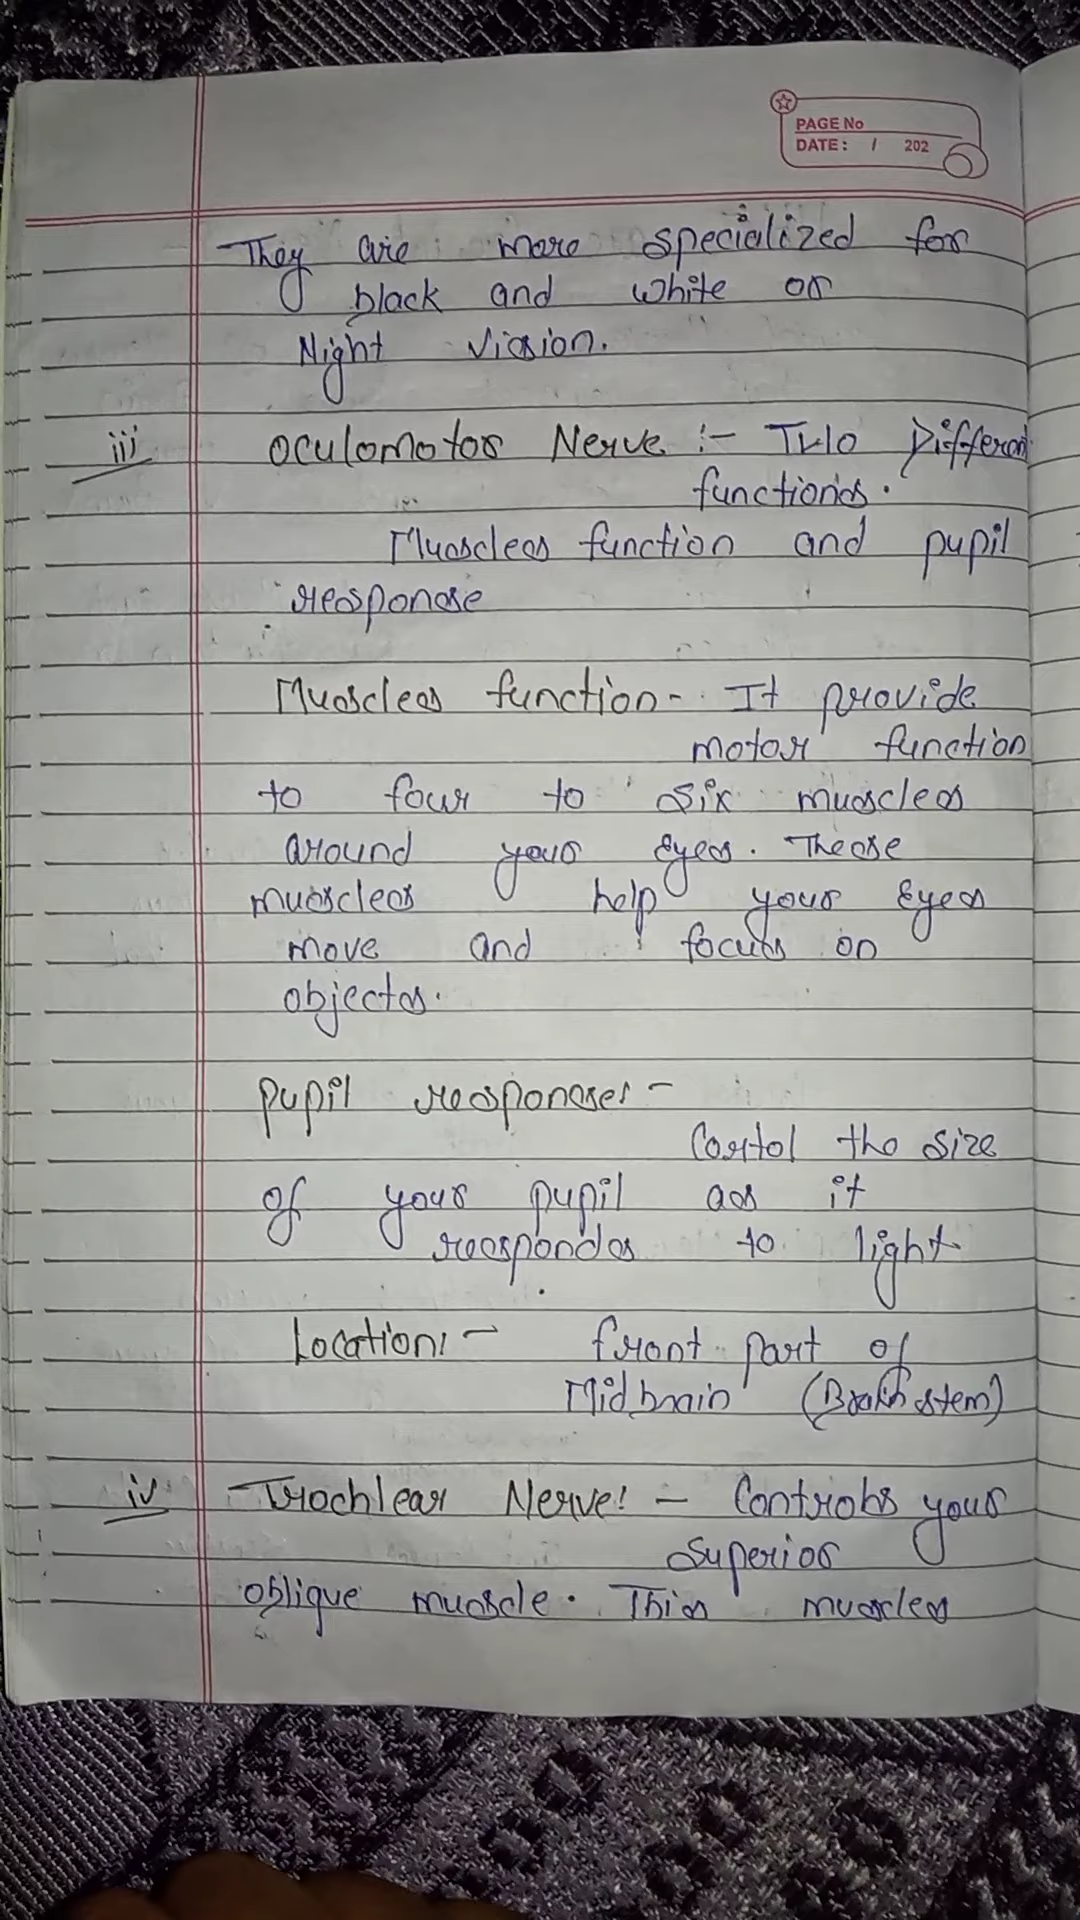 PAGE No
DATE: / 202
They are more specialized for
black and white or
Night Vision.
iii Oculomotor Nerve :- Two Different
functions.
Muscles function and pupil
response
Muscles function- It provide
motor function
to four to six muscles
around your eyes. These
muscles help your Eyes
move and focus on
objects.
Pupil response:-
Cortol the size
of your pupil as it
responds to light
Location:- front part of
Midbrain (Brain stem)
iv Trochlear Nerve:- Controls your
Superior
oblique muscle. This muscles